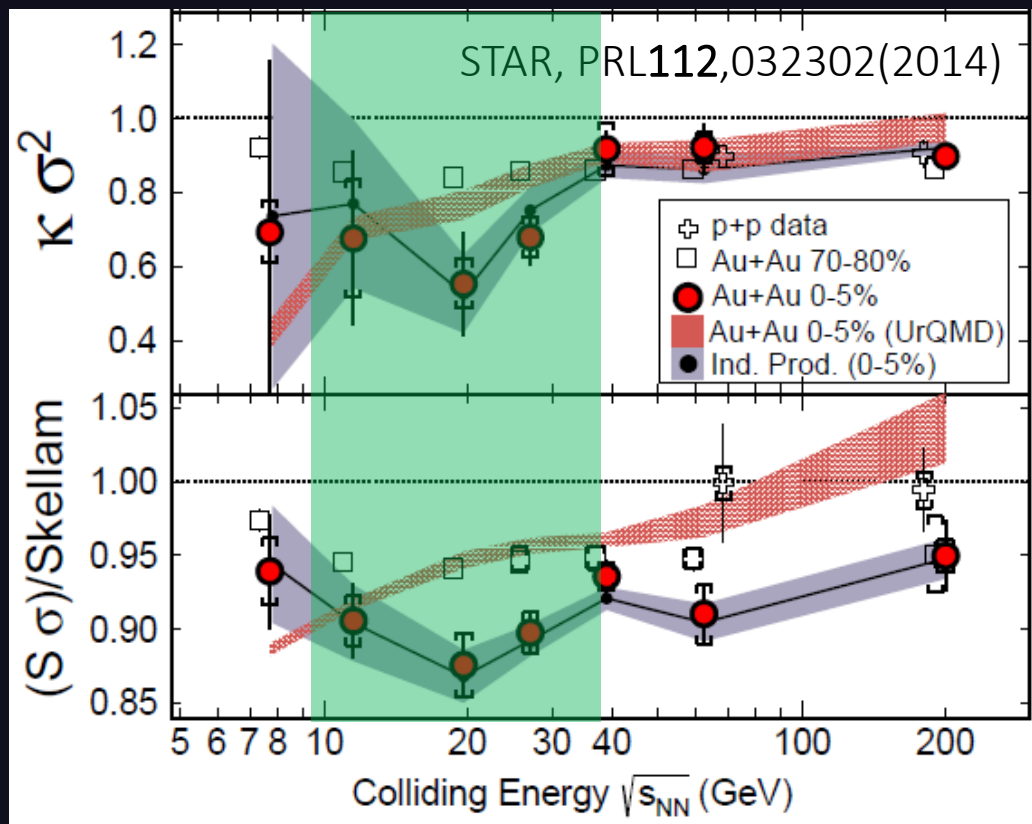 STAR, PRL112,032302(2014)
κ σ²
1.2
1.0
0.8
0.6
0.4
p+p data
Au+Au 70-80%
Au+Au 0-5%
Au+Au 0-5% (UrQMD)
Ind. Prod. (0-5%)
(S σ)/Skellam
1.05
1.00
0.95
0.90
0.85
5 6 7 8 10 20 30 40 100 200
Colliding Energy √sNN (GeV)